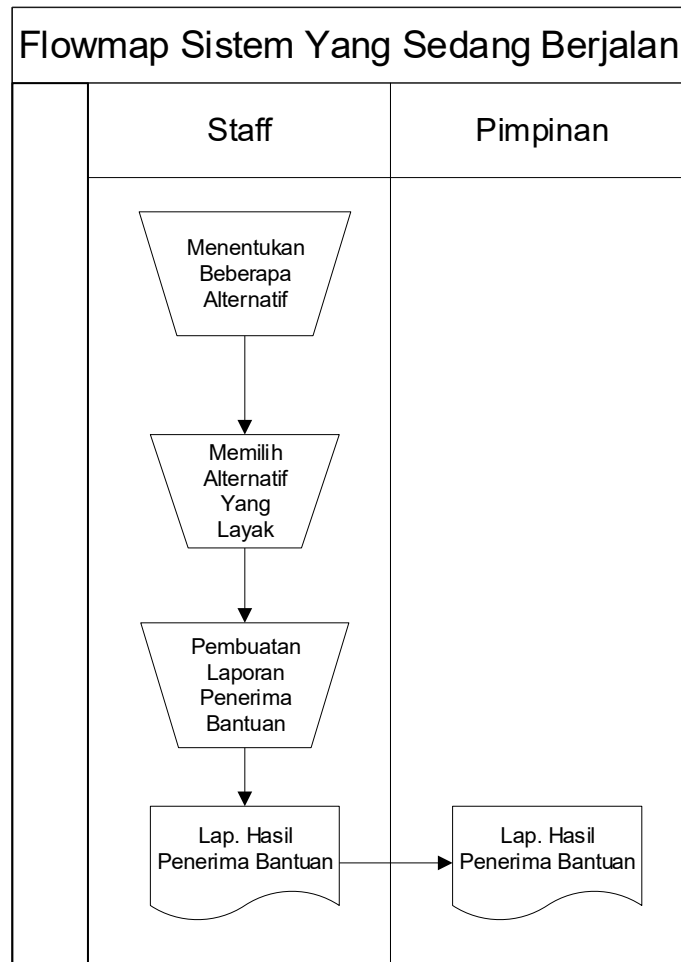 Flowmap Sistem Yang Sedang Berjalan
Staff
Pimpinan
Menentukan
Beberapa
Alternatif
Memilih
Alternatif
Yang
Layak
Pembuatan
Laporan
Penerima
Bantuan
Lap. Hasil
Penerima Bantuan
Lap. Hasil
Penerima Bantuan